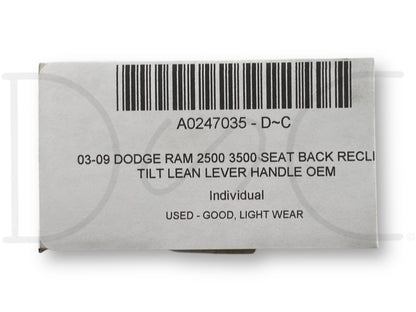 A0247035 - D~C
03-09 DODGE RAM 2500 3500 SEAT BACK RECLI
TILT LEAN LEVER HANDLE OEM
Individual
USED - GOOD, LIGHT WEAR